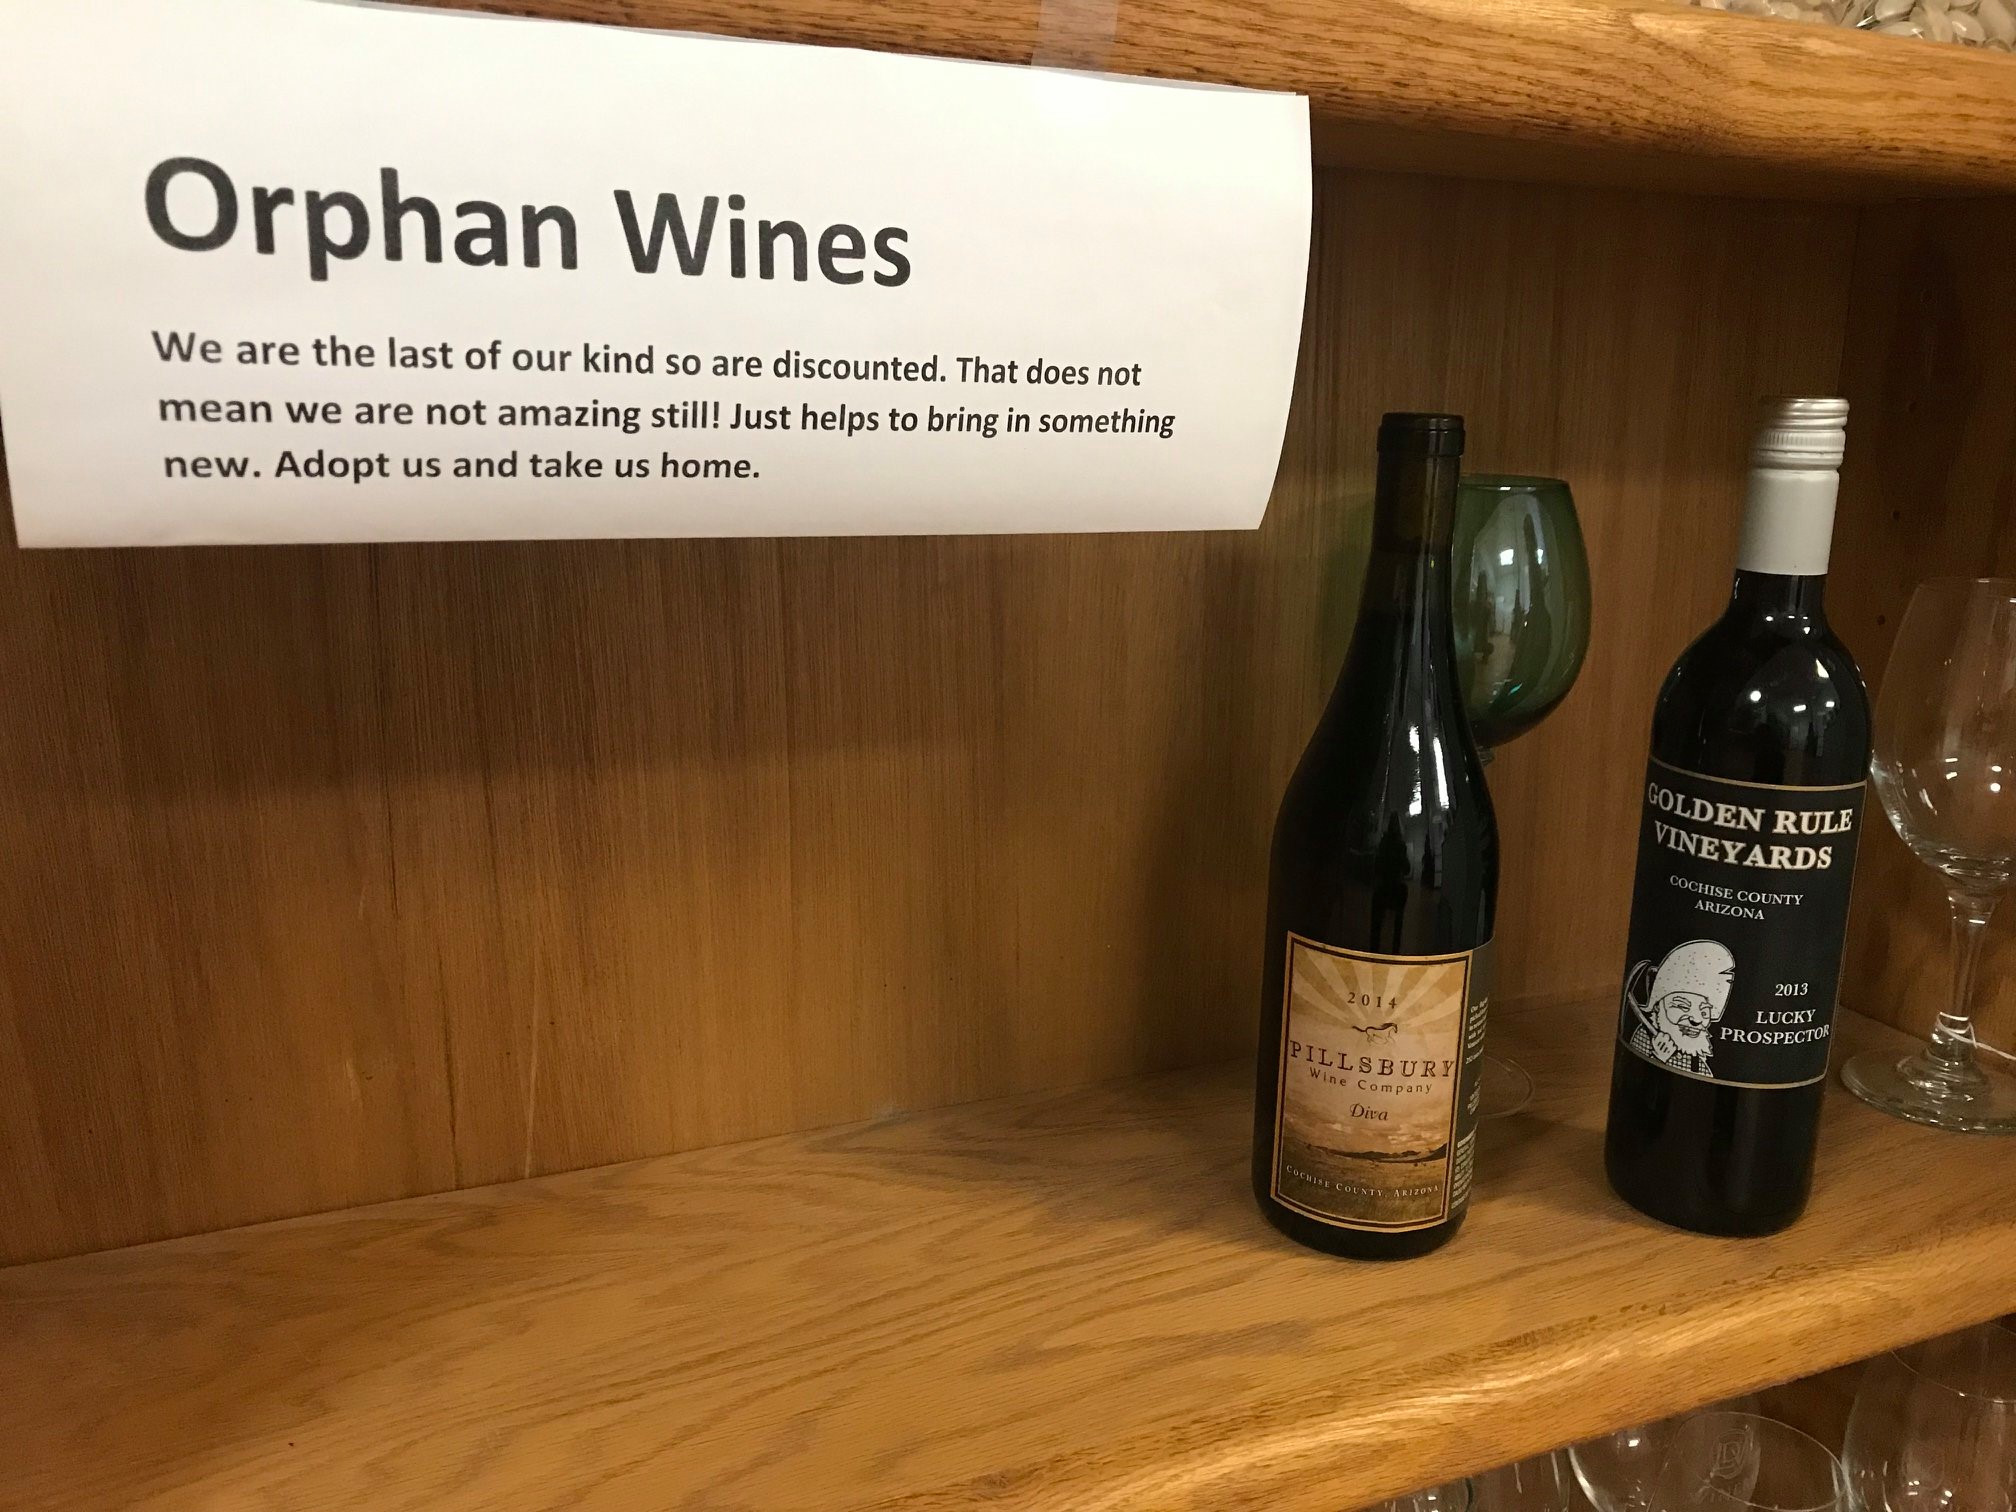 Orphan Wines
We are the last of our kind so are discounted. That does not
mean we are not amazing still! Just helps to bring in something
new. Adopt us and take us home.
2014
PILLSBURY
Wine Company
Diva
COCHISE COUNTY, ARIZONA
GOLDEN RULE
VINEYARDS
COCHISE COUNTY
ARIZONA
2013
LUCKY
PROSPECTOR